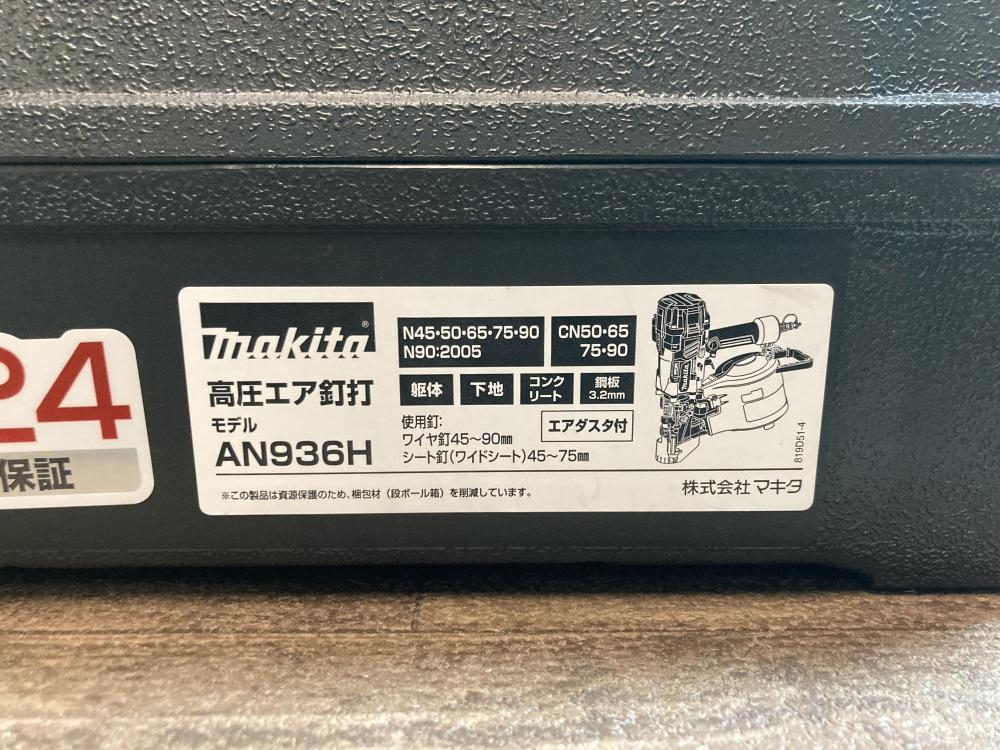 24
保証
makita®
高圧エア釘打
モデル
AN936H
N45・50・65・75・90
N90:2005
CN50・65
75・90
躯体
下地
コンク
リート
鋼板
3.2mm
使用釘:
ワイヤ釘45～90mm
シート釘(ワイドシート)45～75mm
エアダスタ付
makita
819D51-4
※この製品は資源保護のため、梱包材（段ボール箱）を削減しています。
株式会社マキタ